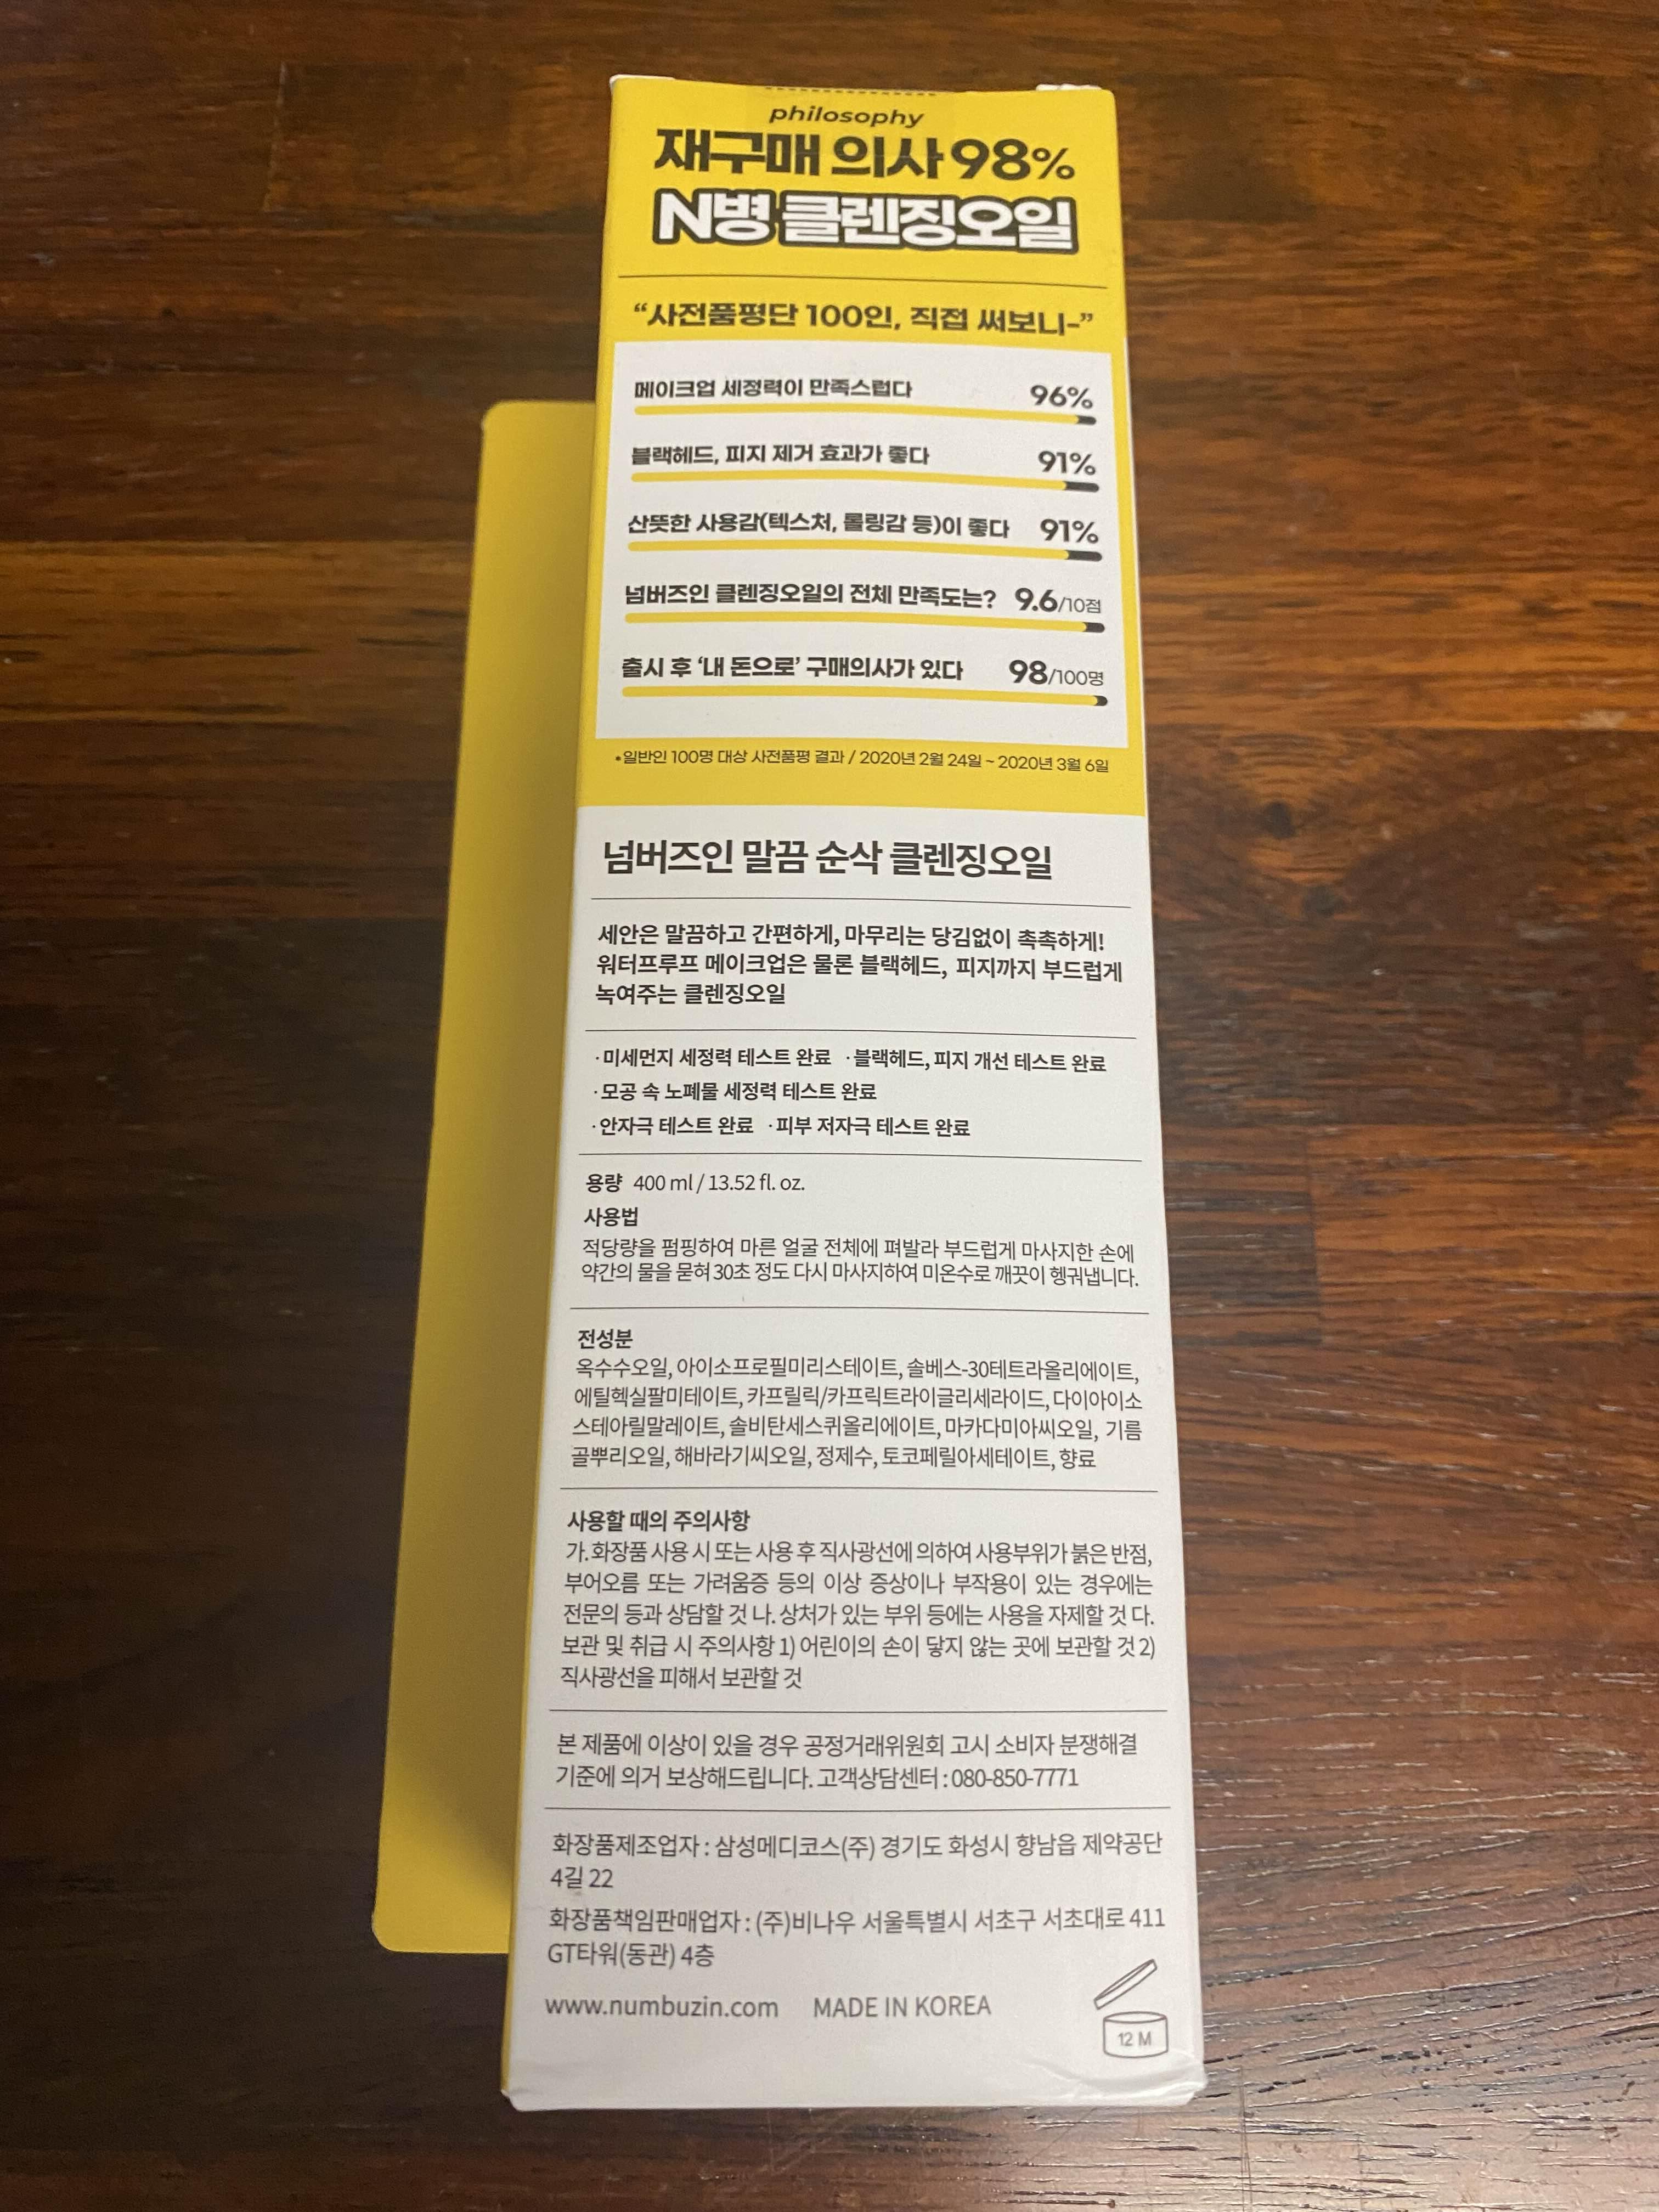 philosophy
재구매 의사 98%
N병 클렌징오일
“사전품평단 100인, 직접 써보니-”
메이크업 세정력이 만족스럽다 96%
블랙헤드, 피지 제거 효과가 좋다 91%
산뜻한 사용감(텍스처, 롤링감 등)이 좋다 91%
넘버즈인 클렌징오일의 전체 만족도는? 9.6/10점
출시 후 ‘내 돈으로’ 구매의사가 있다 98/100명
•일반인 100명 대상 사전품평 결과 / 2020년 2월 24일 ~ 2020년 3월 6일
넘버즈인 말끔 순삭 클렌징오일
세안은 말끔하고 간편하게, 마무리는 당김없이 촉촉하게!
워터프루프 메이크업은 물론 블랙헤드, 피지까지 부드럽게
녹여주는 클렌징오일
·미세먼지 세정력 테스트 완료 ·블랙헤드, 피지 개선 테스트 완료
·모공 속 노폐물 세정력 테스트 완료
·안자극 테스트 완료 ·피부 저자극 테스트 완료
용량 400 ml / 13.52 fl. oz.
사용법
적당량을 펌핑하여 마른 얼굴 전체에 펴발라 부드럽게 마사지한 손에
약간의 물을 묻혀 30초 정도 다시 마사지하여 미온수로 깨끗이 헹궈냅니다.
전성분
옥수수오일, 아이소프로필미리스테이트, 솔베스-30테트라올리에이트,
에틸헥실팔미테이트, 카프릴릭/카프릭트라이글리세라이드, 다이아이소
스테아릴말레이트, 솔비탄세스퀴올리에이트, 마카다미아씨오일, 기름
골뿌리오일, 해바라기씨오일, 정제수, 토코페릴아세테이트, 향료
사용할 때의 주의사항
가. 화장품 사용 시 또는 사용 후 직사광선에 의하여 사용부위가 붉은 반점,
부어오름 또는 가려움증 등의 이상 증상이나 부작용이 있는 경우에는
전문의 등과 상담할 것 나. 상처가 있는 부위 등에는 사용을 자제할 것 다.
보관 및 취급 시 주의사항 1) 어린이의 손이 닿지 않는 곳에 보관할 것 2)
직사광선을 피해서 보관할 것
본 제품에 이상이 있을 경우 공정거래위원회 고시 소비자 분쟁해결
기준에 의거 보상해드립니다. 고객상담센터 : 080-850-7771
화장품제조업자 : 삼성메디코스(주) 경기도 화성시 향남읍 제약공단
4길 22
화장품책임판매업자 : (주)비나우 서울특별시 서초구 서초대로 411
GT타워(동관) 4층
www.numbuzin.com MADE IN KOREA
12 M